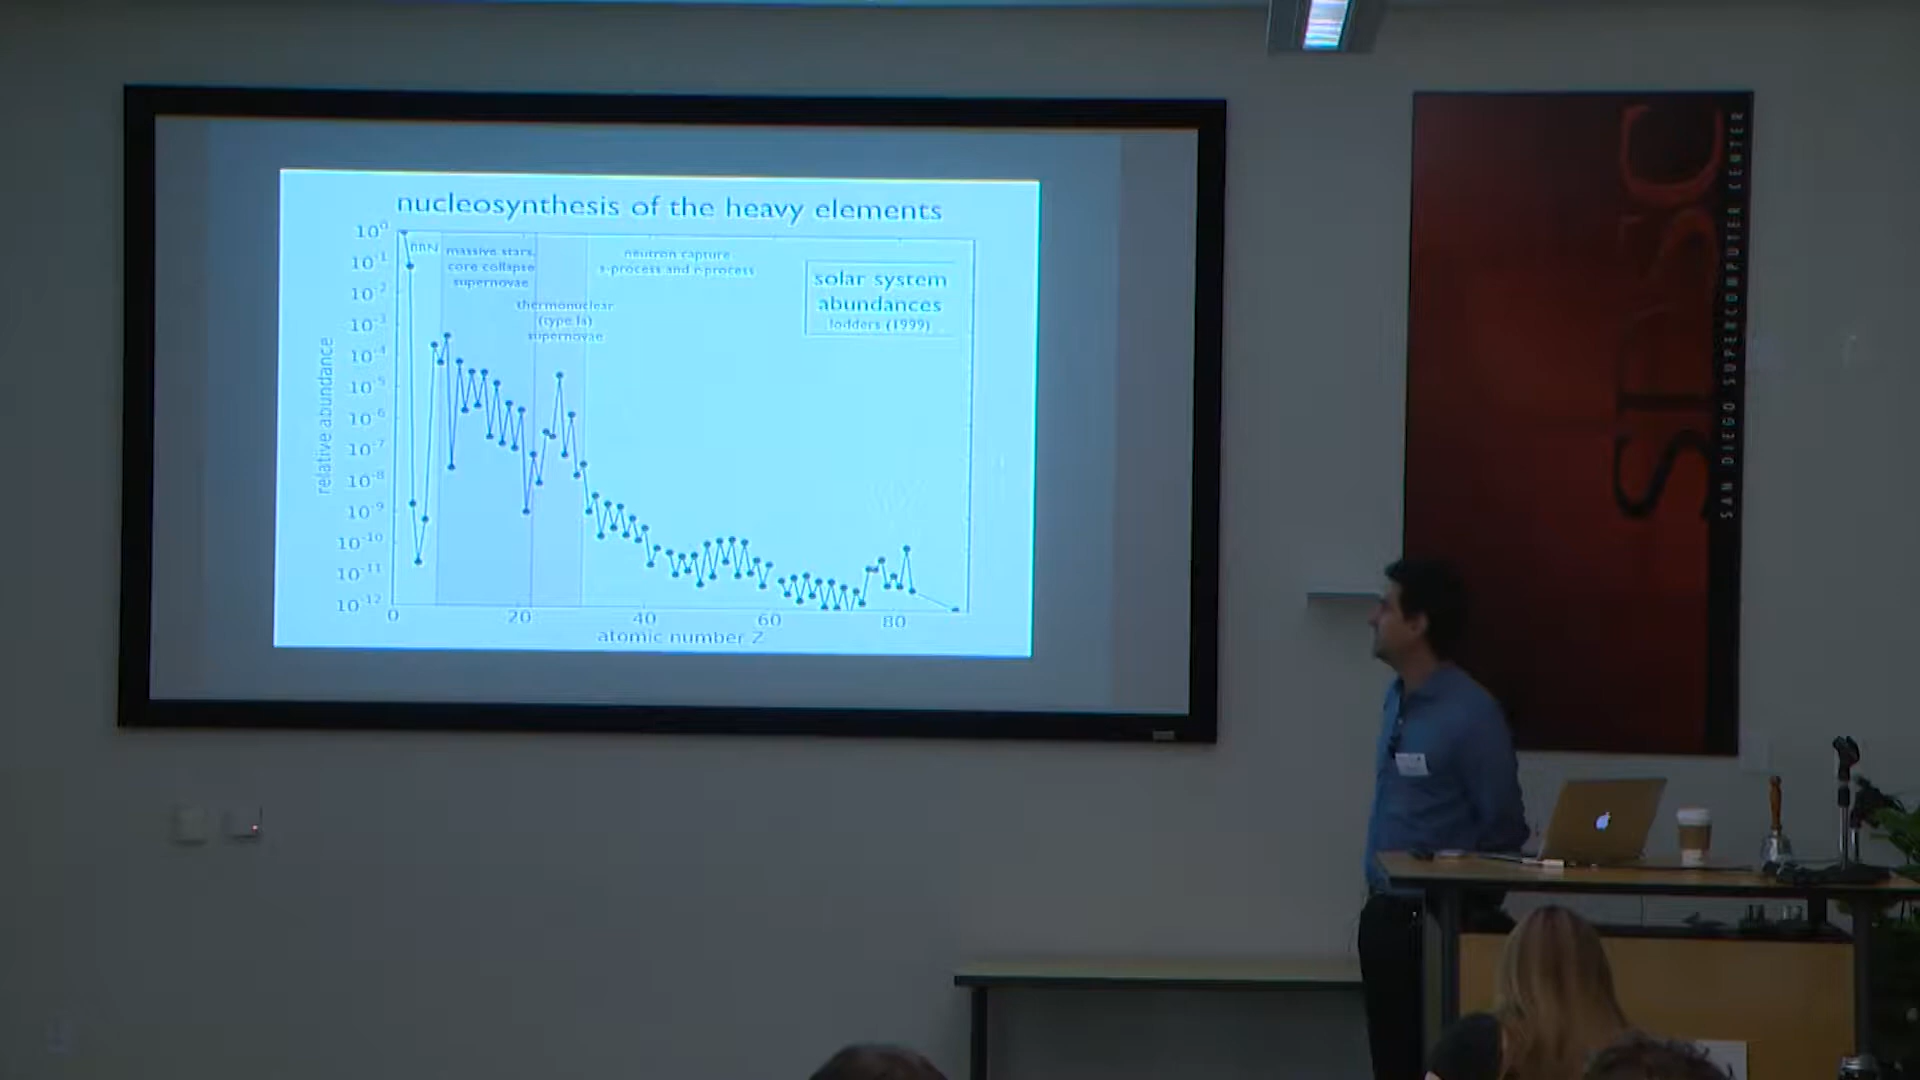 nucleosynthesis of the heavy elements
10⁰
10⁻¹
10⁻²
10⁻³
10⁻⁴
10⁻⁵
10⁻⁶
10⁻⁷
10⁻⁸
10⁻⁹
10⁻¹⁰
10⁻¹¹
10⁻¹²
relative abundance
BBN
massive stars,
core collapse
supernovae
thermonuclear
(type Ia)
supernovae
neutron capture
s-process and r-process
solar system
abundances
lodders (1999)
0 20 40 60 80
atomic number Z
SDSC
SAN DIEGO SUPERCOMPUTER CENTER